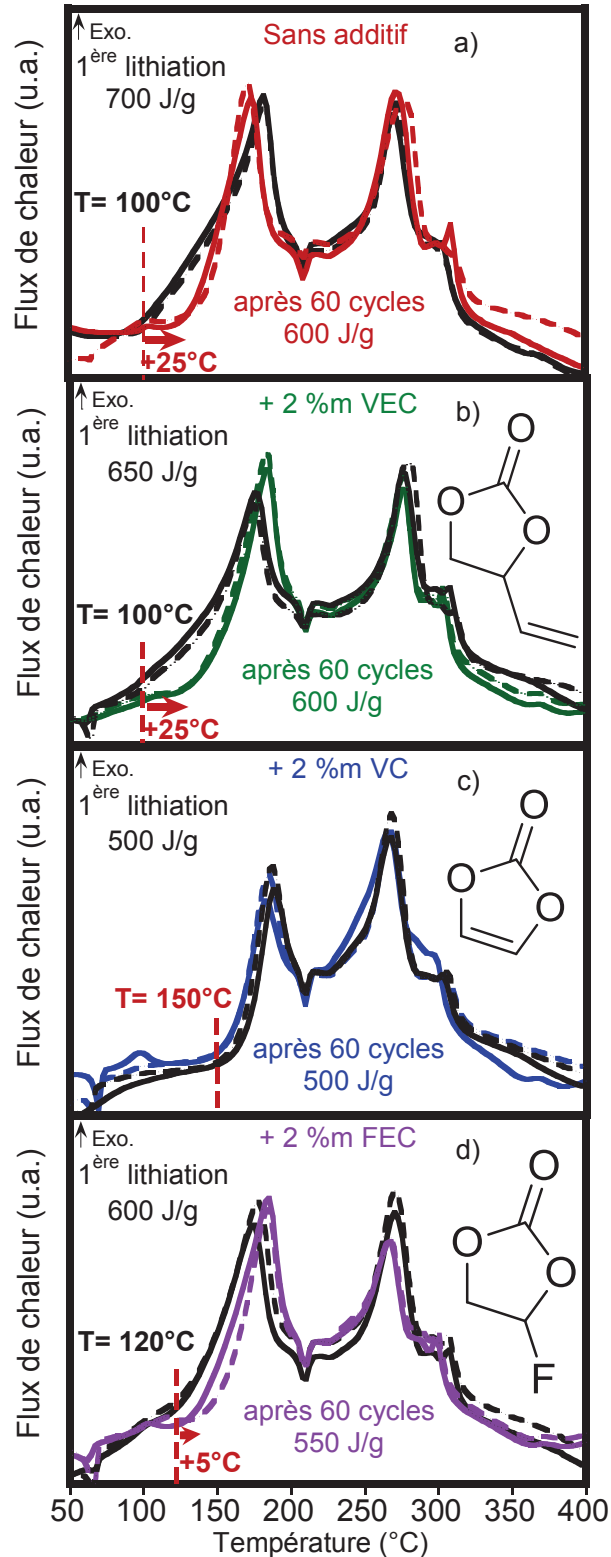 ↑ Exo.
Sans additif
a)
1ère lithiation
700 J/g
T= 100°C
après 60 cycles
600 J/g
+25°C
Flux de chaleur (u.a.)
↑ Exo.
+ 2 %m VEC
b)
1ère lithiation
650 J/g
O
O
O
T= 100°C
après 60 cycles
600 J/g
+25°C
Flux de chaleur (u.a.)
↑ Exo.
+ 2 %m VC
c)
1ère lithiation
500 J/g
O
O
O
T= 150°C
après 60 cycles
500 J/g
Flux de chaleur (u.a.)
↑ Exo.
+ 2 %m FEC
d)
1ère lithiation
600 J/g
O
O
O
F
T= 120°C
après 60 cycles
550 J/g
+5°C
Flux de chaleur (u.a.)
50 100 150 200 250 300 350 400
Température (°C)